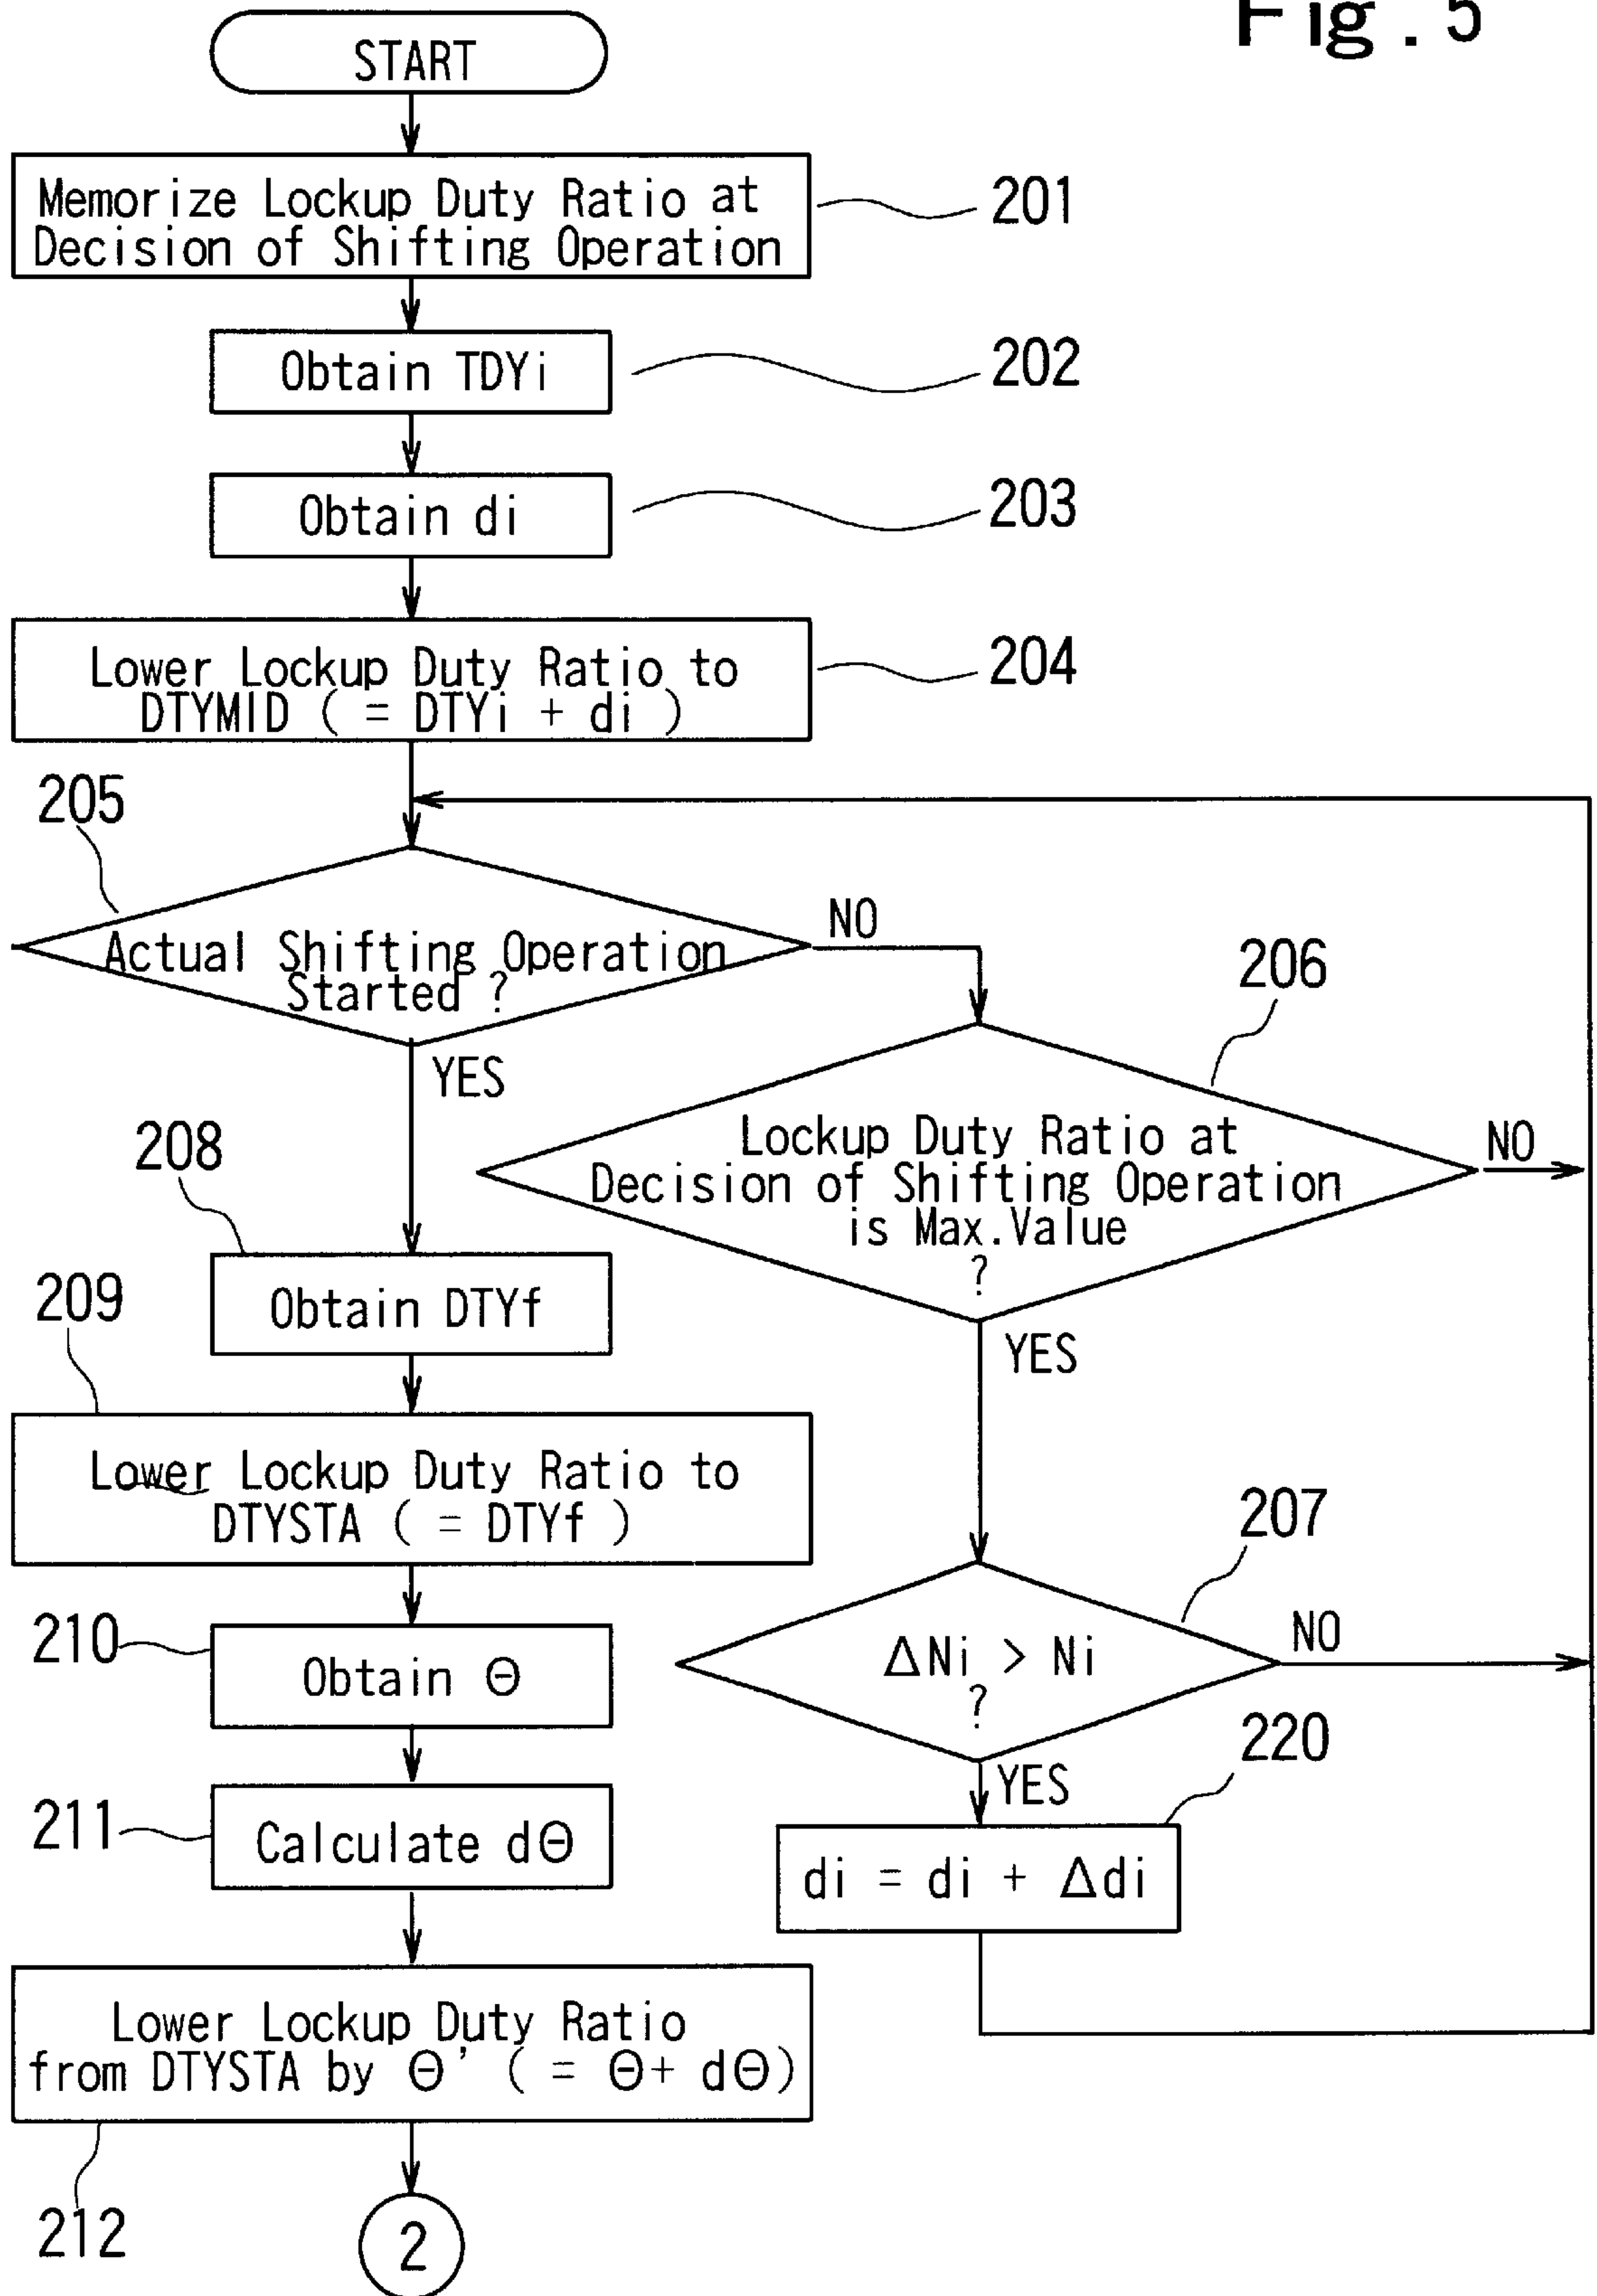 Fig. 5
START
Memorize Lockup Duty Ratio at
Decision of Shifting Operation
201
Obtain TDYi
202
Obtain di
203
Lower Lockup Duty Ratio to
DTYMID ( = DTYi + di )
204
205
Actual Shifting Operation
Started ?
NO
YES
206
Lockup Duty Ratio at
Decision of Shifting Operation
is Max.Value
?
NO
YES
208
Obtain DTYf
209
Lower Lockup Duty Ratio to
DTYSTA ( = DTYf )
207
ΔNi > Ni
?
NO
YES
210
Obtain Θ
220
di = di + Δdi
211
Calculate dΘ
Lower Lockup Duty Ratio
from DTYSTA by Θ' ( = Θ+ dΘ)
212
2